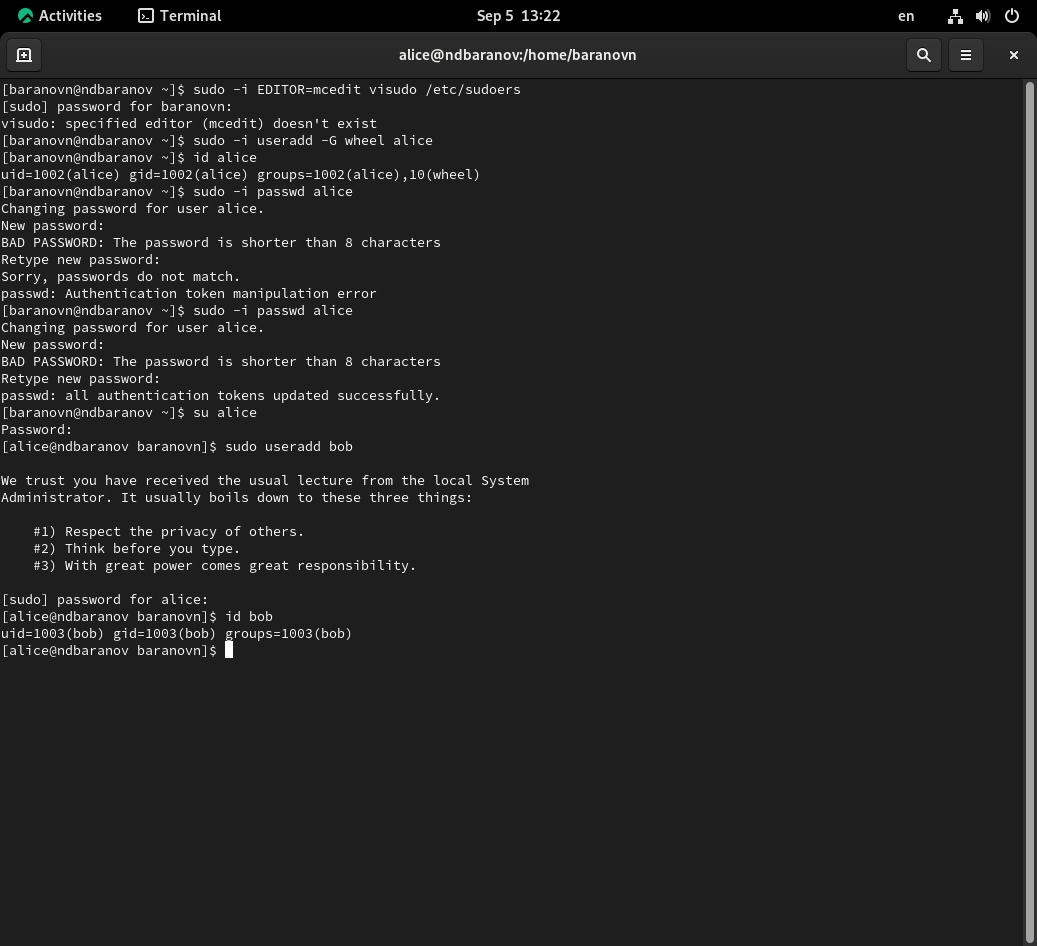 Activities
Terminal
Sep 5 13:22
en
alice@ndbaranov:/home/baranovn
[baranovn@ndbaranov ~]$ sudo -i EDITOR=mcedit visudo /etc/sudoers
[sudo] password for baranovn:
visudo: specified editor (mcedit) doesn't exist
[baranovn@ndbaranov ~]$ sudo -i useradd -G wheel alice
[baranovn@ndbaranov ~]$ id alice
uid=1002(alice) gid=1002(alice) groups=1002(alice),10(wheel)
[baranovn@ndbaranov ~]$ sudo -i passwd alice
Changing password for user alice.
New password:
BAD PASSWORD: The password is shorter than 8 characters
Retype new password:
Sorry, passwords do not match.
passwd: Authentication token manipulation error
[baranovn@ndbaranov ~]$ sudo -i passwd alice
Changing password for user alice.
New password:
BAD PASSWORD: The password is shorter than 8 characters
Retype new password:
passwd: all authentication tokens updated successfully.
[baranovn@ndbaranov ~]$ su alice
Password:
[alice@ndbaranov baranovn]$ sudo useradd bob
We trust you have received the usual lecture from the local System
Administrator. It usually boils down to these three things:
#1) Respect the privacy of others.
#2) Think before you type.
#3) With great power comes great responsibility.
[sudo] password for alice:
[alice@ndbaranov baranovn]$ id bob
uid=1003(bob) gid=1003(bob) groups=1003(bob)
[alice@ndbaranov baranovn]$